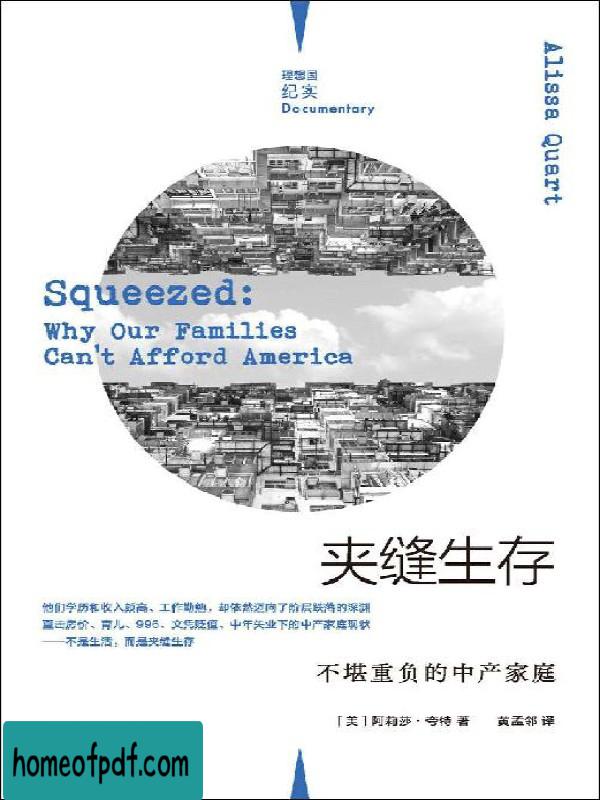 理想国
纪实
Documentary
Alissa Quart
Squeezed:
Why Our Families
Can't Afford America
夹缝生存
他们学历和收入颇高、工作勤勉，却依然迈向了阶层跌落的深渊
直击房价、育儿、996、文凭贬值、中年失业下的中产家庭现状
——不是生活，而是夹缝生存
不堪重负的中产家庭
［美］阿莉莎·夸特 著 黄孟邻 译
homeofpdf.com